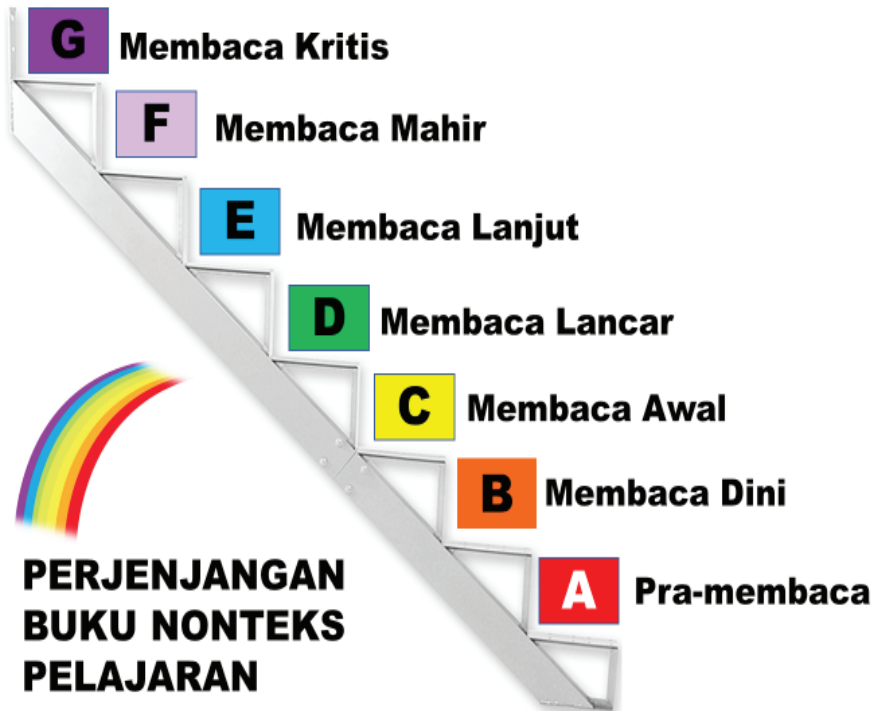 G Membaca Kritis
F Membaca Mahir
E Membaca Lanjut
D Membaca Lancar
C Membaca Awal
B Membaca Dini
A Pra-membaca
PERJENJANGAN
BUKU NONTEKS
PELAJARAN